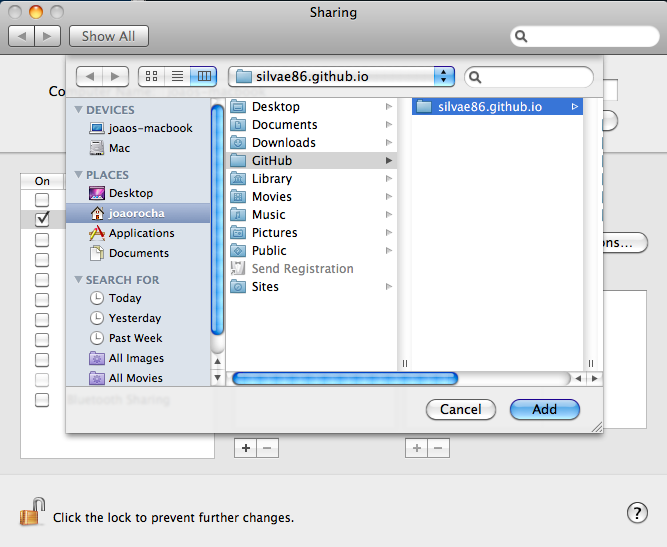 Sharing
Show All
silvae86.github.io
Co
On
DEVICES
joaos-macbook
Mac
PLACES
Desktop
joaorocha
Applications
Documents
SEARCH FOR
Today
Yesterday
Past Week
All Images
All Movies
Desktop
Documents
Downloads
GitHub
Library
Movies
Music
Pictures
Public
Send Registration
Sites
silvae86.github.io
ons...
Bluetooth Sharing
Cancel
Add
Click the lock to prevent further changes.
?